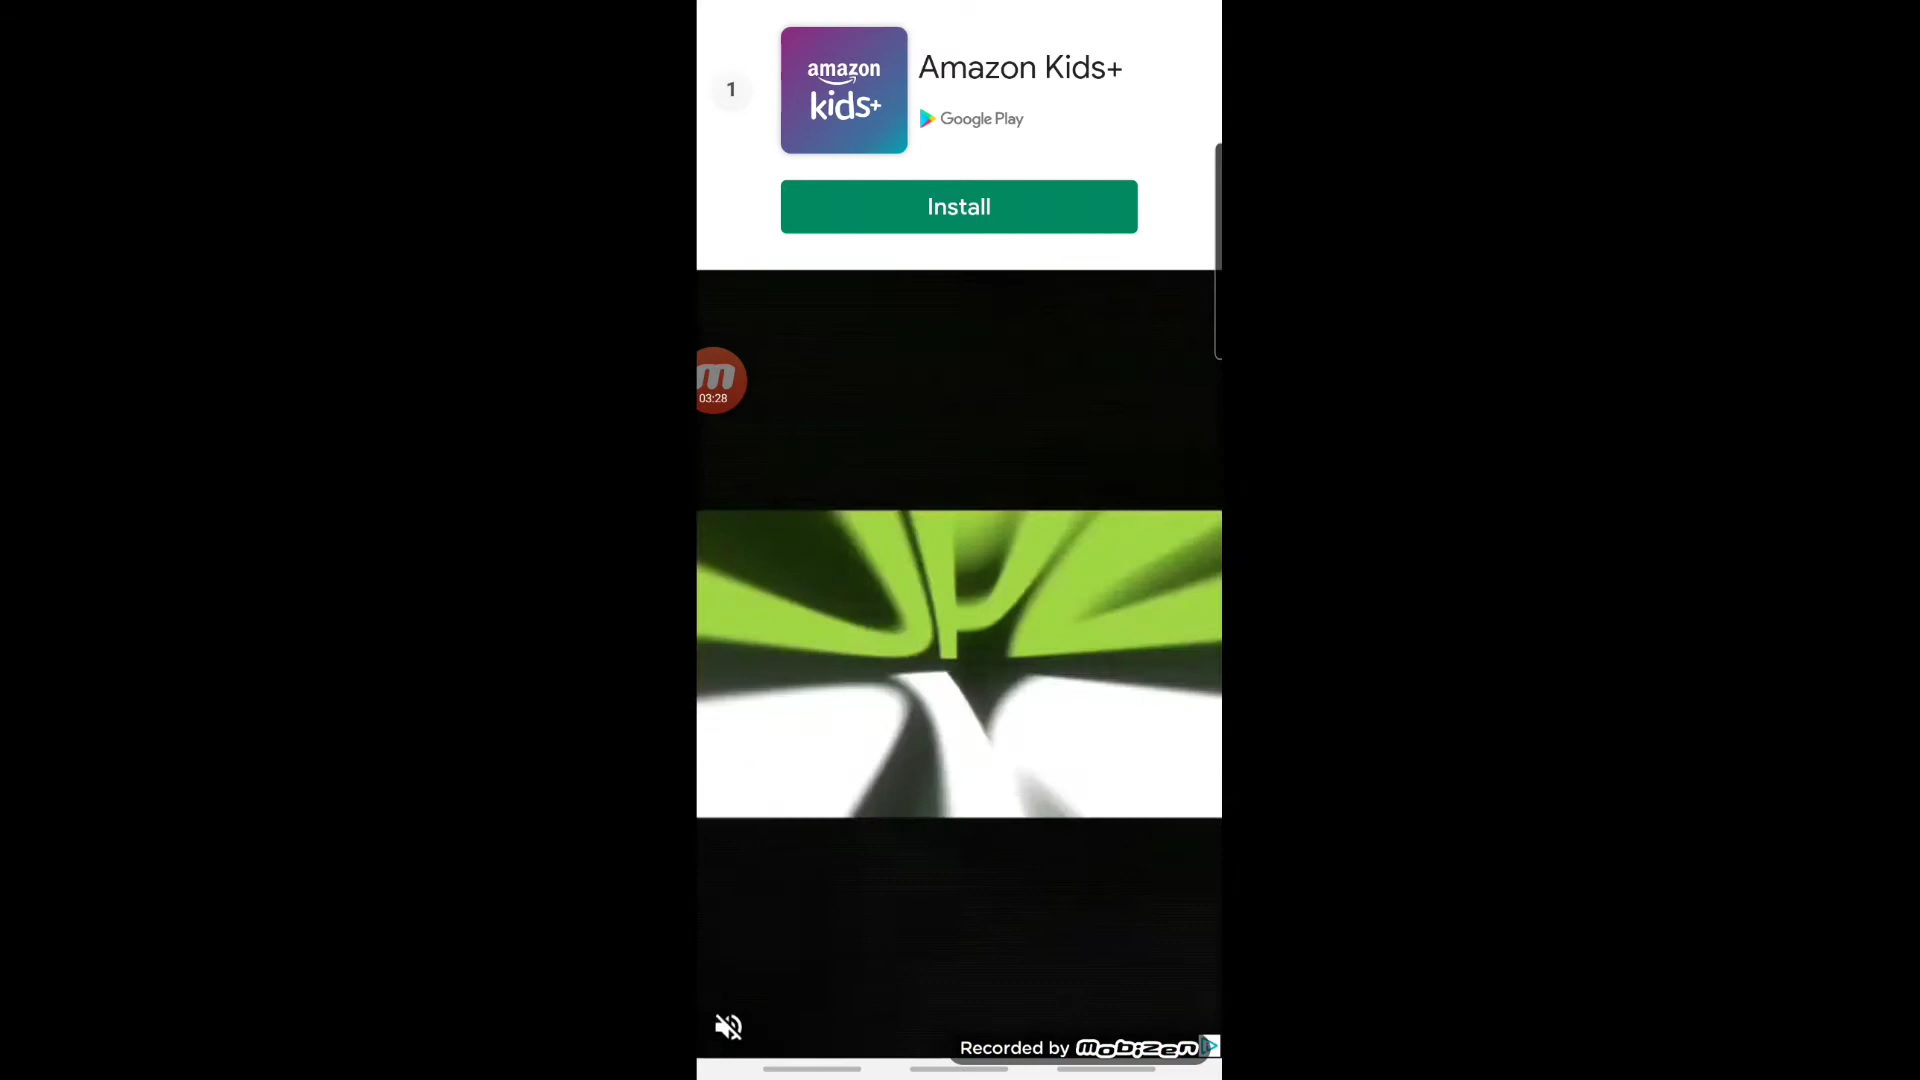 1
amazon
kids+
Amazon Kids+
Google Play
Install
03:28
Recorded by mobizen